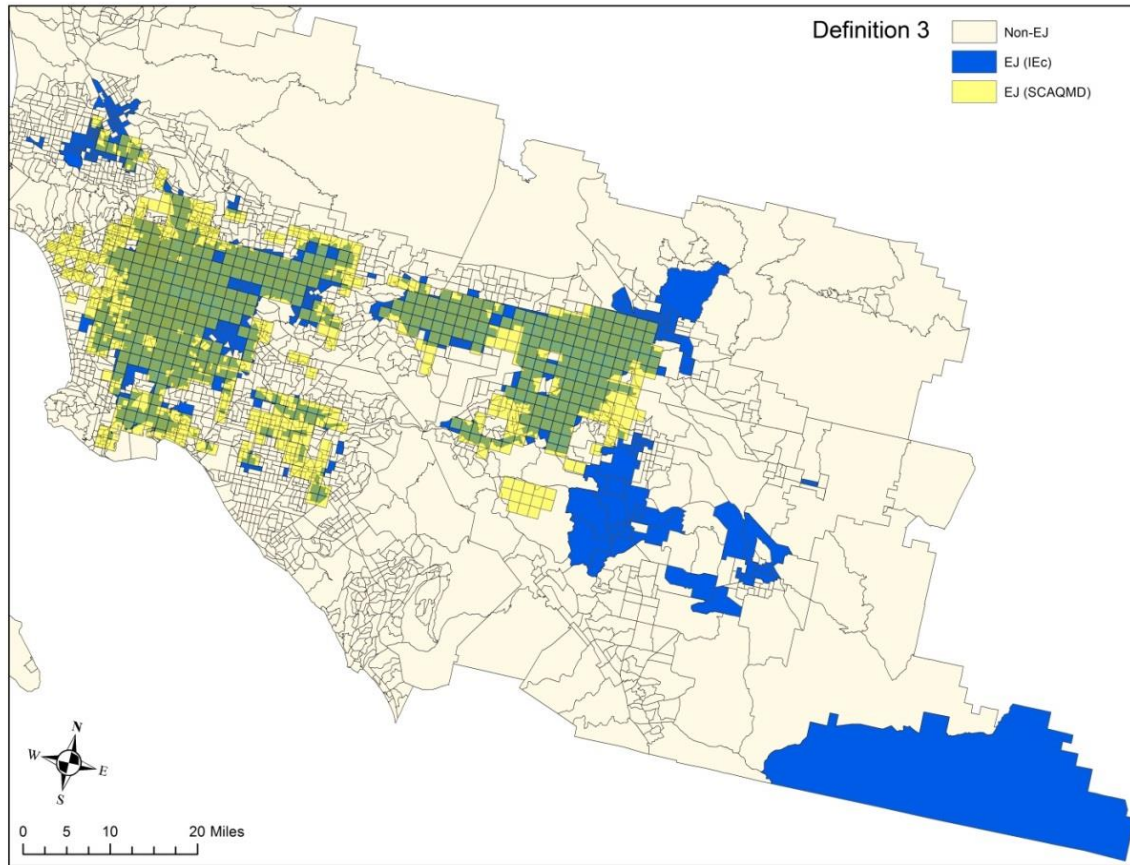 Definition 3
Non-EJ
EJ (IEc)
EJ (SCAQMD)
N
W
E
S
0 5 10 20 Miles